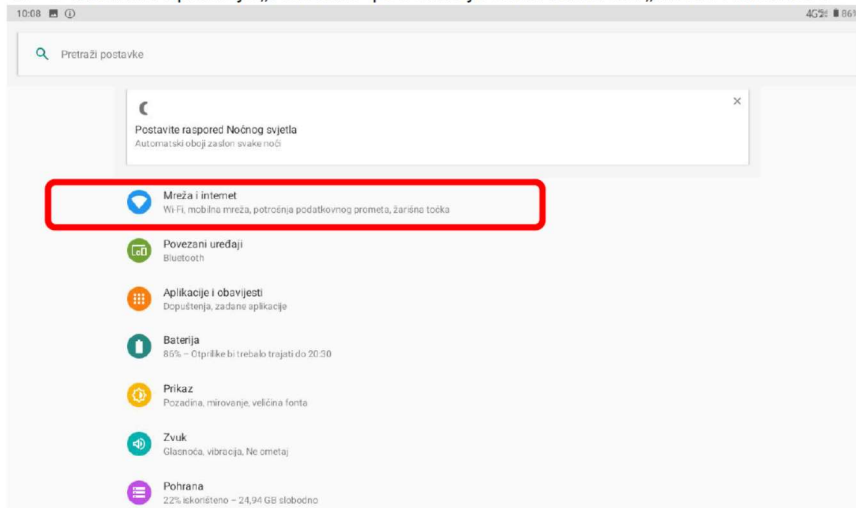 10:08
4G 86%
Pretraži postavke
Postavite raspored Noćnog svjetla
Automatski oboji zaslon svake noći
Mreža i internet
Wi-Fi, mobilna mreža, potrošnja podatkovnog prometa, žarišna točka
Povezani uređaji
Bluetooth
Aplikacije i obavijesti
Dopuštenja, zadane aplikacije
Baterija
86% – Otprilike bi trebalo trajati do 20:30
Prikaz
Pozadina, mirovanje, veličina fonta
Zvuk
Glasnoća, vibracija, Ne ometaj
Pohrana
22% iskorišteno – 24,94 GB slobodno